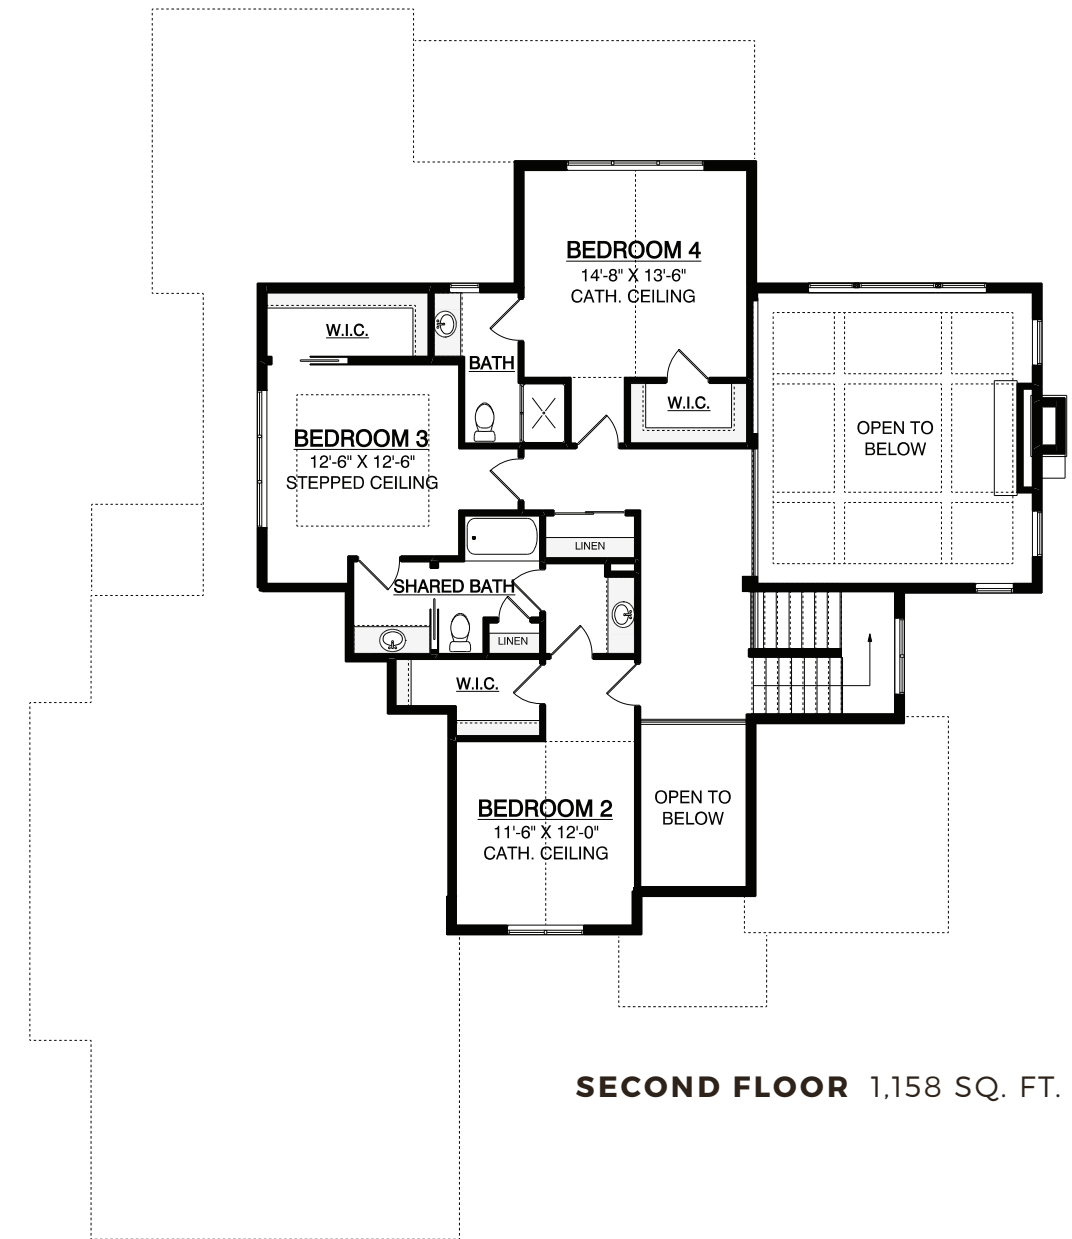 BEDROOM 4
14'-8" X 13'-6"
CATH. CEILING
W.I.C.
BATH
W.I.C.
BEDROOM 3
12'-6" X 12'-6"
STEPPED CEILING
OPEN TO
BELOW
LINEN
SHARED BATH
LINEN
W.I.C.
BEDROOM 2
11'-6" X 12'-0"
CATH. CEILING
OPEN TO
BELOW
SECOND FLOOR 1,158 SQ. FT.